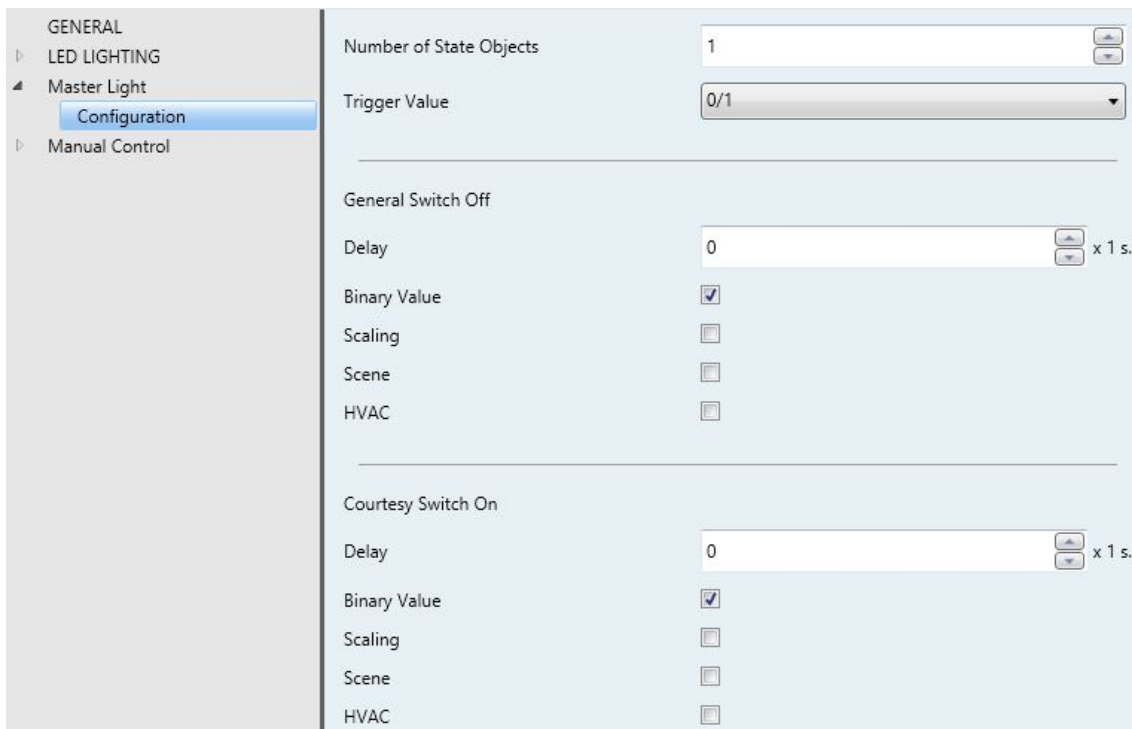 GENERAL
LED LIGHTING
Master Light
Configuration
Manual Control
Number of State Objects 1
Trigger Value 0/1
General Switch Off
Delay 0 x 1 s.
Binary Value
Scaling
Scene
HVAC
Courtesy Switch On
Delay 0 x 1 s.
Binary Value
Scaling
Scene
HVAC